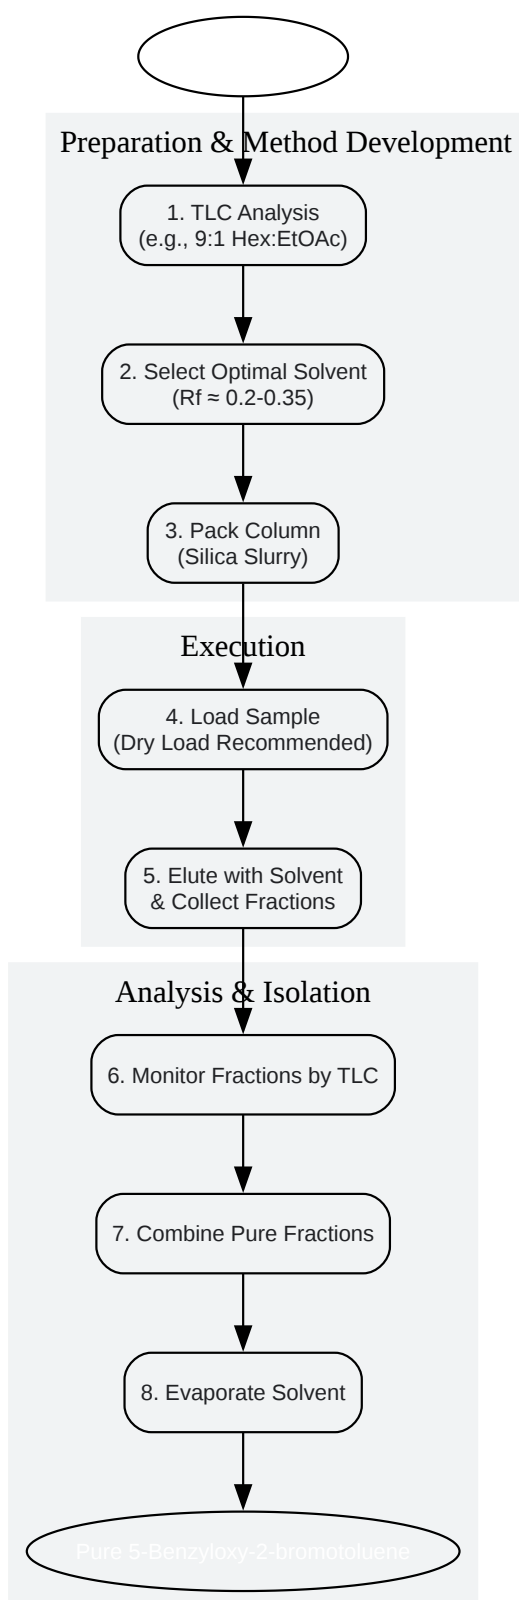 Preparation & Method Development
1. TLC Analysis
(e.g., 9:1 Hex:EtOAc)
2. Select Optimal Solvent
(Rf ≈ 0.2-0.35)
3. Pack Column
(Silica Slurry)
Execution
4. Load Sample
(Dry Load Recommended)
5. Elute with Solvent
& Collect Fractions
Analysis & Isolation
6. Monitor Fractions by TLC
7. Combine Pure Fractions
8. Evaporate Solvent
Pure 5-Benzyloxy-2-bromotoluene